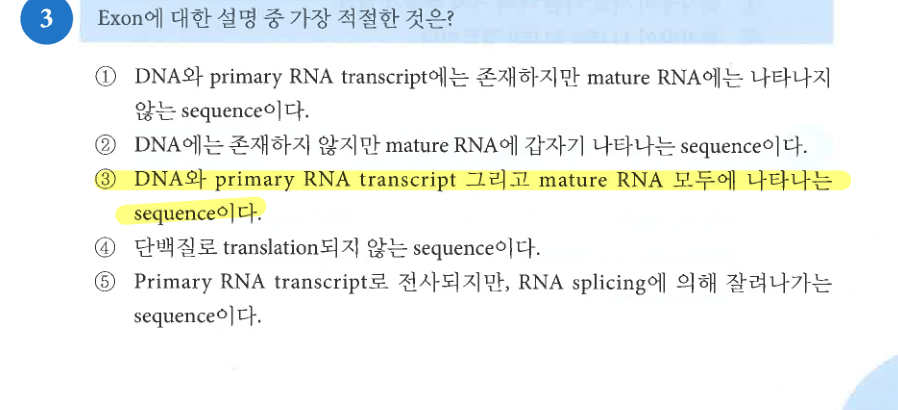 3 Exon에 대한 설명 중 가장 적절한 것은?
① DNA와 primary RNA transcript에는 존재하지만 mature RNA에는 나타나지
않는 sequence이다.
② DNA에는 존재하지 않지만 mature RNA에 갑자기 나타나는 sequence이다.
③ DNA와 primary RNA transcript 그리고 mature RNA 모두에 나타나는
sequence이다.
④ 단백질로 translation되지 않는 sequence이다.
⑤ Primary RNA transcript로 전사되지만, RNA splicing에 의해 잘려나가는
sequence이다.